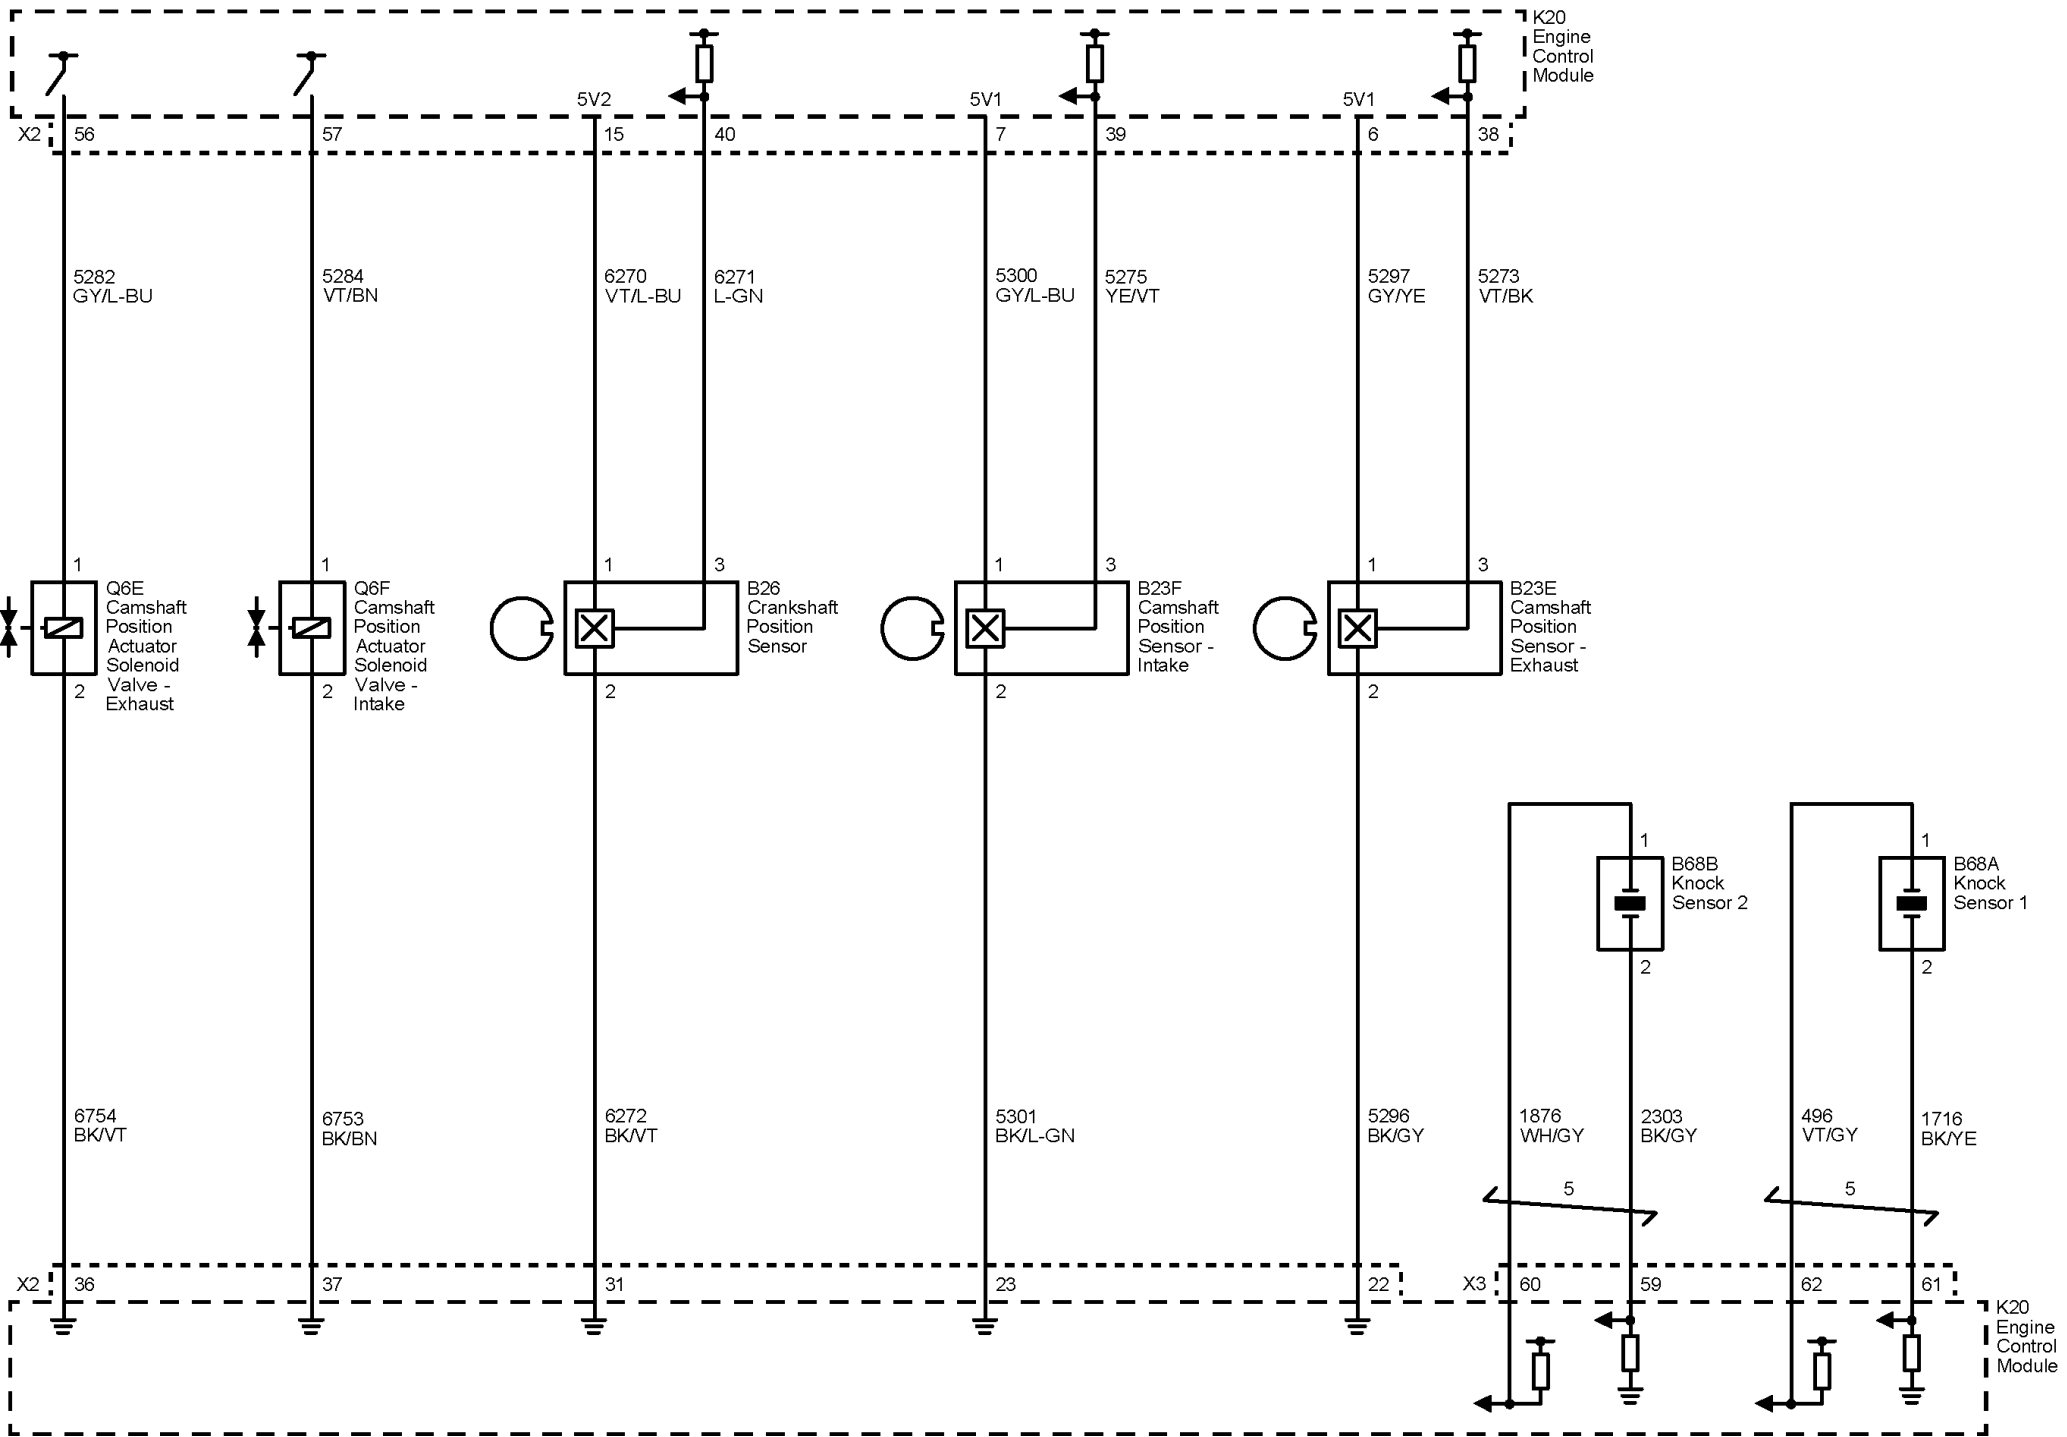 K20
Engine
Control
Module
5V2
5V1
5V1
X2
56
57
15
40
7
39
6
38
5282
GY/L-BU
5284
VT/BN
6270
VT/L-BU
6271
L-GN
5300
GY/L-BU
5275
YE/VT
5297
GY/YE
5273
VT/BK
1
1
1
3
1
3
1
3
Q6E
Camshaft
Position
Actuator
Solenoid
Valve -
Exhaust
2
Q6F
Camshaft
Position
Actuator
Solenoid
Valve -
Intake
2
B26
Crankshaft
Position
Sensor
2
B23F
Camshaft
Position
Sensor -
Intake
2
B23E
Camshaft
Position
Sensor -
Exhaust
2
1
B68B
Knock
Sensor 2
2
1
B68A
Knock
Sensor 1
2
6754
BK/VT
6753
BK/BN
6272
BK/VT
5301
BK/L-GN
5296
BK/GY
1876
WH/GY
2303
BK/GY
496
VT/GY
1716
BK/YE
5
5
X2
36
37
31
23
22
X3
60
59
62
61
K20
Engine
Control
Module